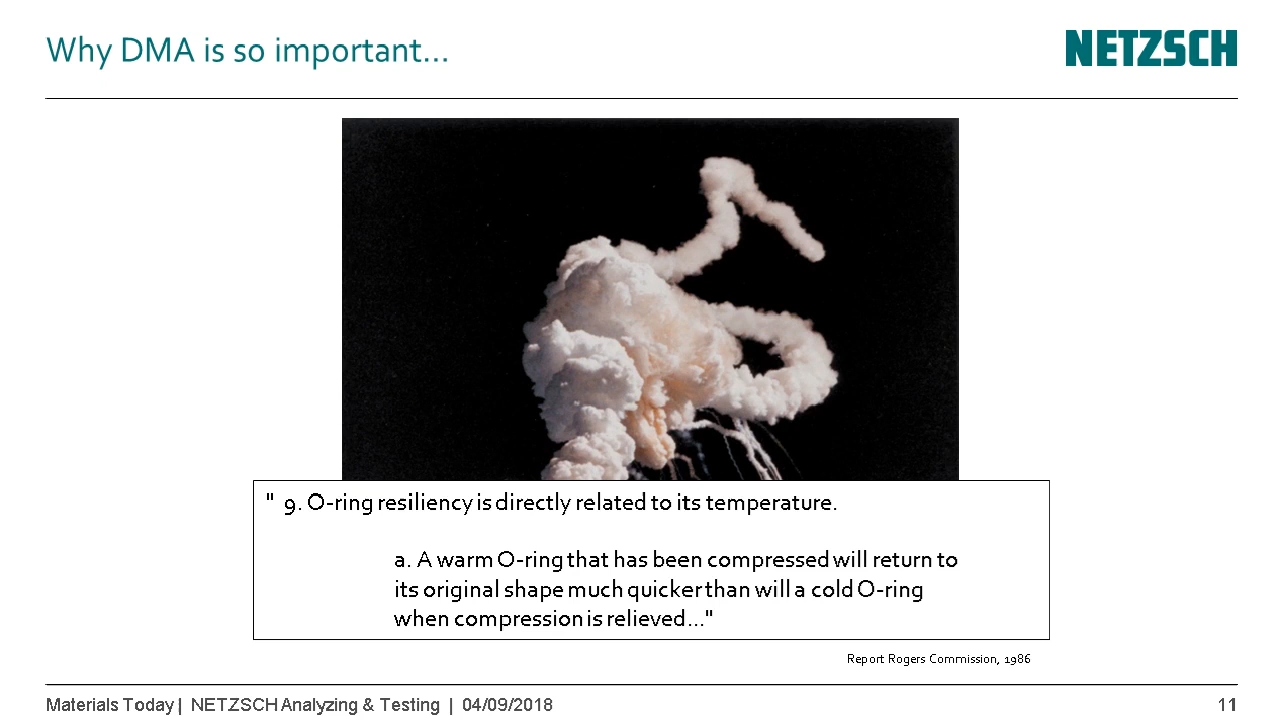 Why DMA is so important...
NETZSCH
" 9. O-ring resiliency is directly related to its temperature.
a. A warm O-ring that has been compressed will return to
its original shape much quicker than will a cold O-ring
when compression is relieved..."
Report Rogers Commission, 1986
Materials Today | NETZSCH Analyzing & Testing | 04/09/2018
11